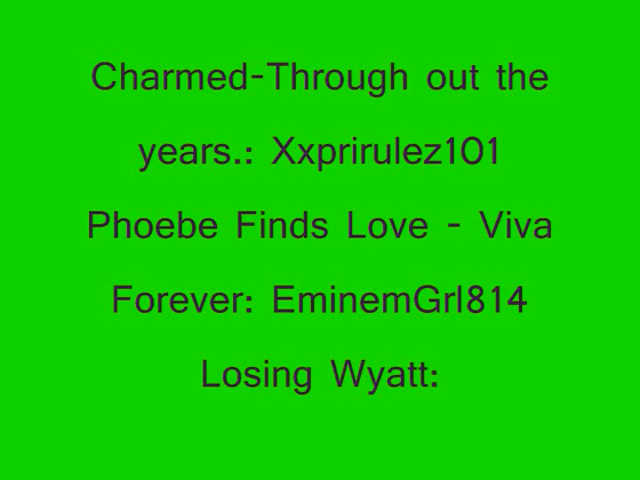 Charmed-Through out the
years.: Xxprirulez101
Phoebe Finds Love - Viva
Forever: EminemGrl814
Losing Wyatt: